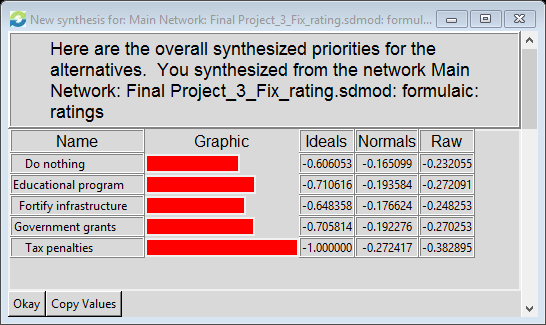 New synthesis for: Main Network: Final Project_3_Fix_rating.sdmod: formulic...
Here are the overall synthesized priorities for the
alternatives. You synthesized from the network Main
Network: Final Project_3_Fix_rating.sdmod: formulaic:
ratings
Name Graphic Ideals Normals Raw
Do nothing -0.606053 -0.165099 -0.232055
Educational program -0.710616 -0.193584 -0.272091
Fortify infrastructure -0.648358 -0.176624 -0.248253
Government grants -0.705814 -0.192276 -0.270253
Tax penalties -1.000000 -0.272417 -0.382895
Okay Copy Values